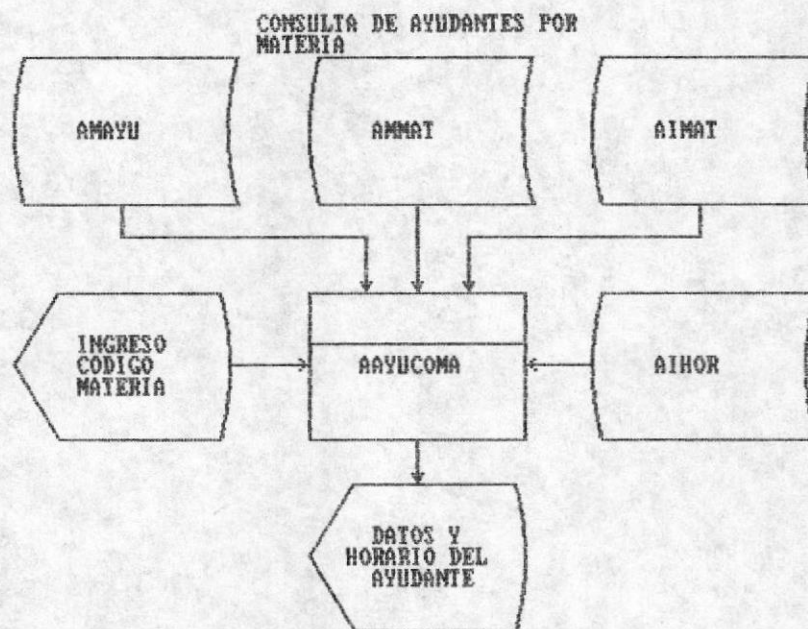 CONSULTA DE AYUDANTES POR
MATERIA
AMAYU
AMMAT
AIMAT
INGRESO
CODIGO
MATERIA
AAYUCOMA
AIHOR
DATOS Y
HORARIO DEL
AYUDANTE